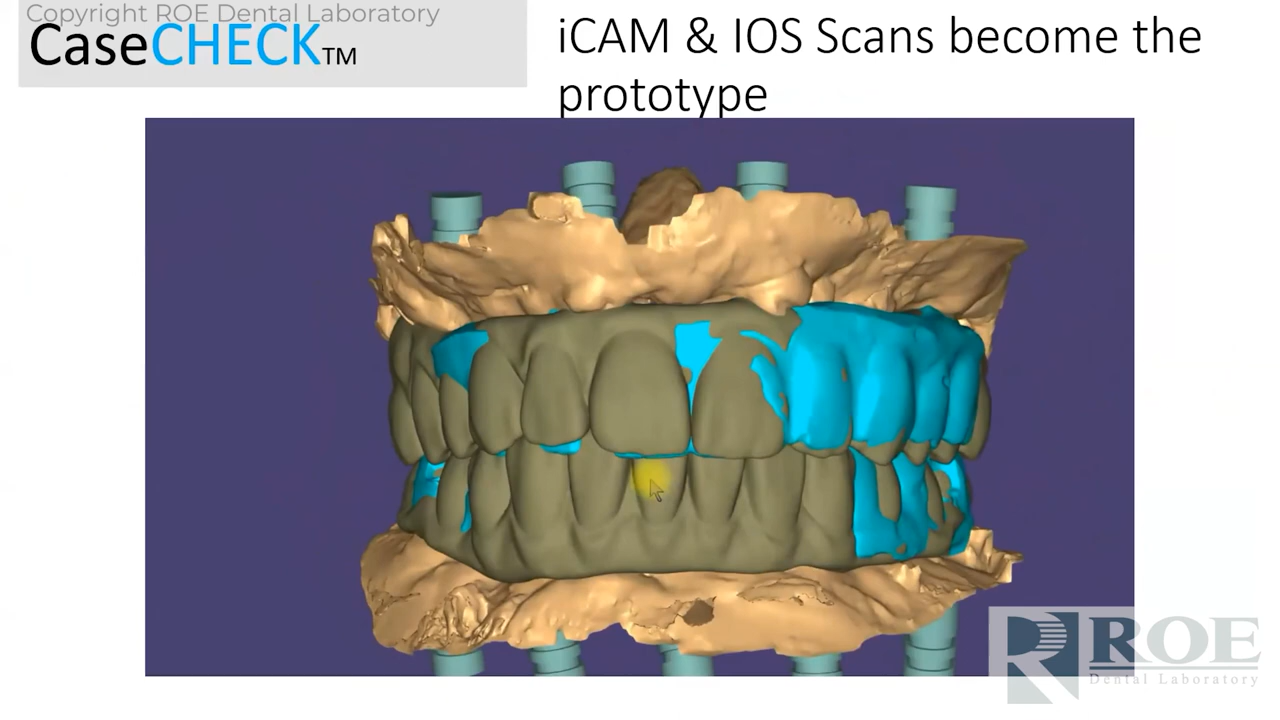 Copyright ROE Dental Laboratory
CaseCHECK™
iCAM & IOS Scans become the
prototype
R ROE
Dental Laboratory